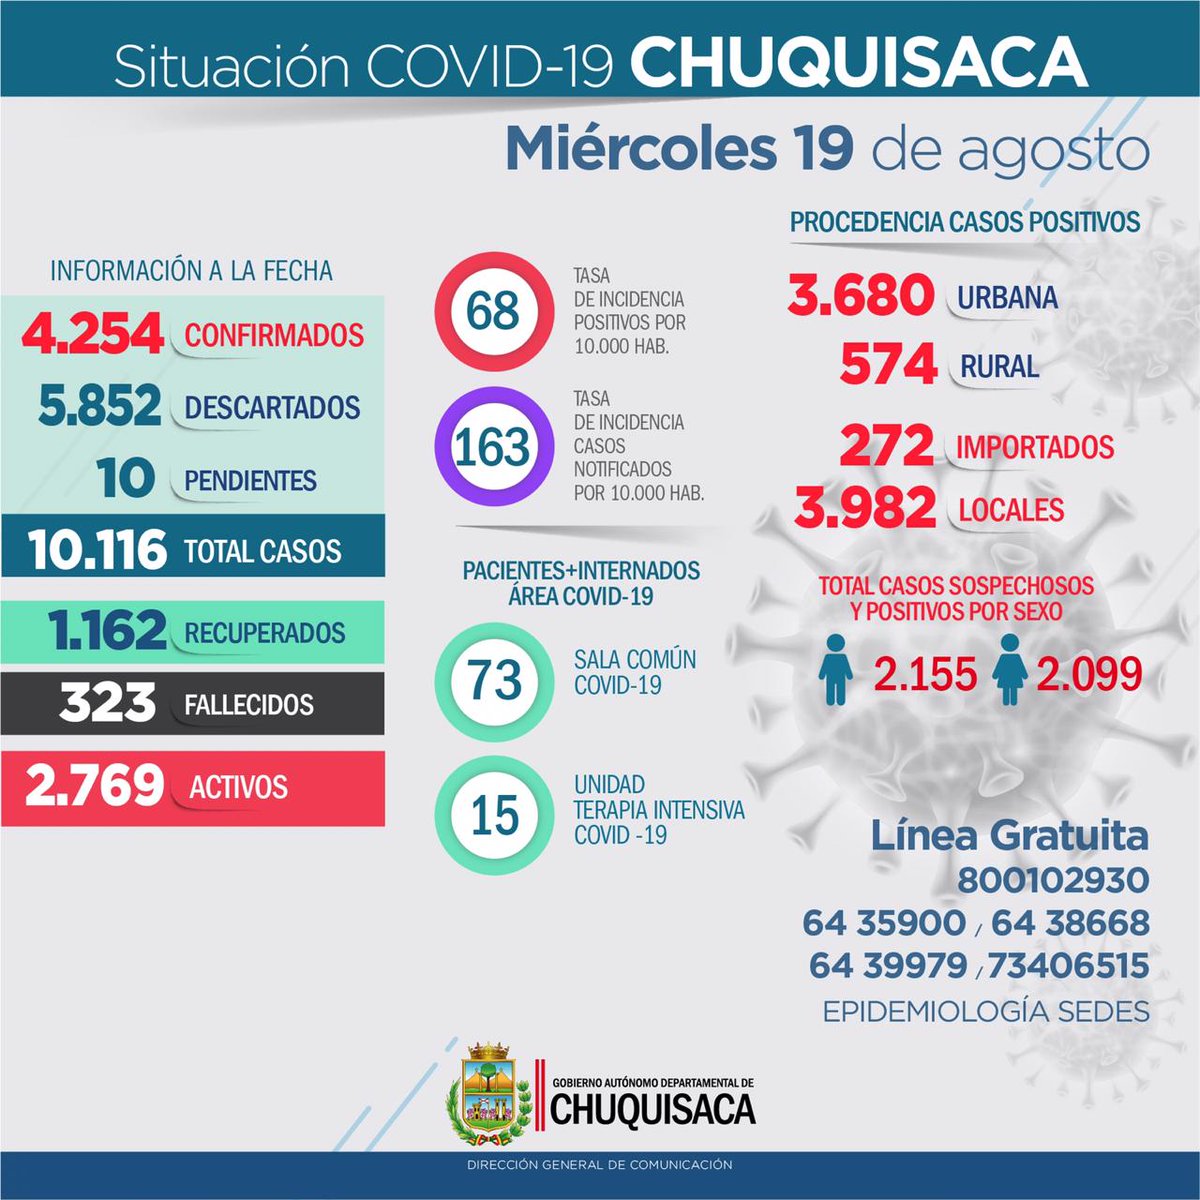 Situación COVID-19 CHUQUISACA
Miércoles 19 de agosto
INFORMACIÓN A LA FECHA
4.254 CONFIRMADOS
5.852 DESCARTADOS
10 PENDIENTES
10.116 TOTAL CASOS
1.162 RECUPERADOS
323 FALLECIDOS
2.769 ACTIVOS
68
TASA
DE INCIDENCIA
POSITIVOS POR
10.000 HAB.
163
TASA
DE INCIDENCIA
CASOS
NOTIFICADOS
POR 10.000 HAB.
PACIENTES+INTERNADOS
ÁREA COVID-19
73
SALA COMÚN
COVID-19
15
UNIDAD
TERAPIA INTENSIVA
COVID -19
PROCEDENCIA CASOS POSITIVOS
3.680 URBANA
574 RURAL
272 IMPORTADOS
3.982 LOCALES
TOTAL CASOS SOSPECHOSOS
Y POSITIVOS POR SEXO
2.155 2.099
Línea Gratuita
800102930
64 35900 / 64 38668
64 39979 / 73406515
EPIDEMIOLOGÍA SEDES
GOBIERNO AUTÓNOMO DEPARTAMENTAL DE
CHUQUISACA
DIRECCIÓN GENERAL DE COMUNICACIÓN